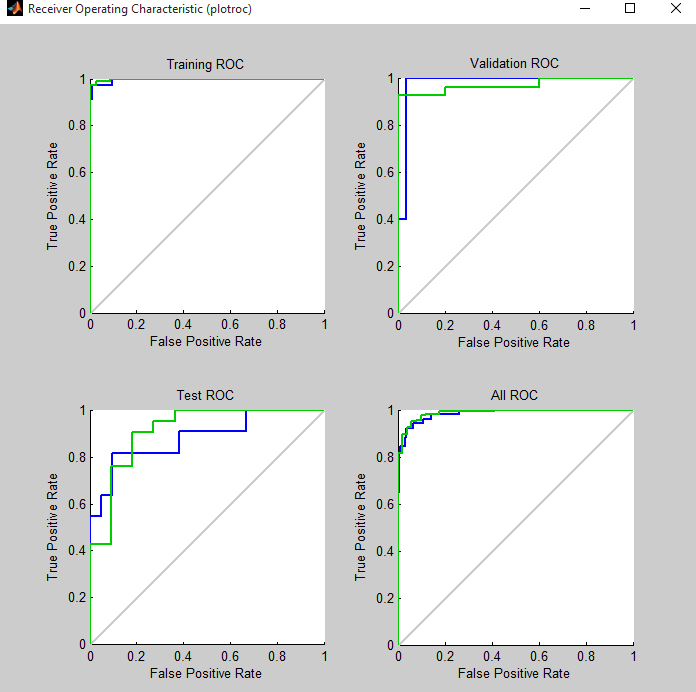 Receiver Operating Characteristic (plotroc)
Training ROC
True Positive Rate
1
0.8
0.6
0.4
0.2
0
0 0.2 0.4 0.6 0.8 1
False Positive Rate
Validation ROC
True Positive Rate
1
0.8
0.6
0.4
0.2
0
0 0.2 0.4 0.6 0.8 1
False Positive Rate
Test ROC
True Positive Rate
1
0.8
0.6
0.4
0.2
0
0 0.2 0.4 0.6 0.8 1
False Positive Rate
All ROC
True Positive Rate
1
0.8
0.6
0.4
0.2
0
0 0.2 0.4 0.6 0.8 1
False Positive Rate